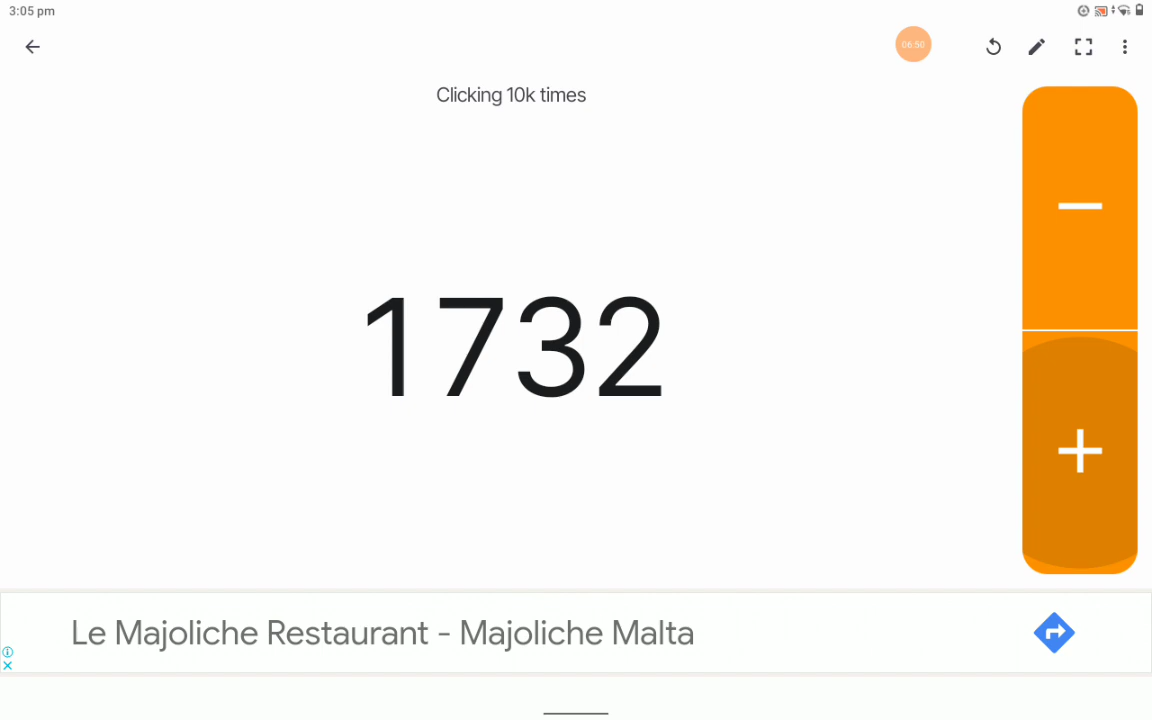 3:05 pm
06:50
Clicking 10k times
1732
Le Majoliche Restaurant - Majoliche Malta